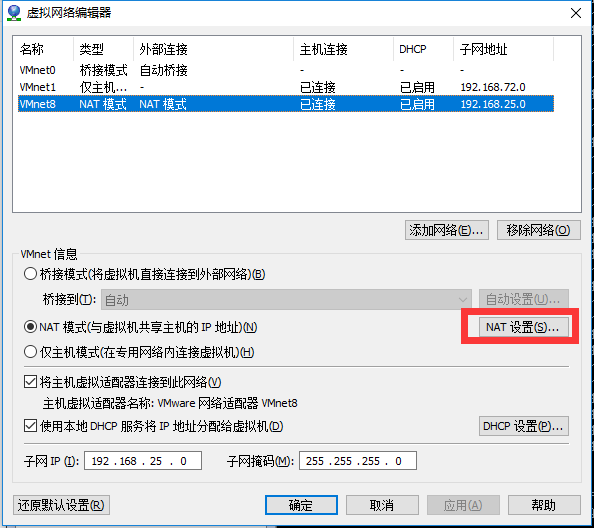 虚拟网络编辑器
名称 类型 外部连接 主机连接 DHCP 子网地址
VMnet0 桥接模式 自动桥接 - - -
VMnet1 仅主机... - 已连接 已启用 192.168.72.0
VMnet8 NAT 模式 NAT 模式 已连接 已启用 192.168.25.0
添加网络(E)... 移除网络(O)
VMnet 信息
桥接模式(将虚拟机直接连接到外部网络)(B)
桥接到(T): 自动 自动设置(U)...
NAT 模式(与虚拟机共享主机的 IP 地址)(N) NAT 设置(S)...
仅主机模式(在专用网络内连接虚拟机)(H)
将主机虚拟适配器连接到此网络(V)
主机虚拟适配器名称: VMware 网络适配器 VMnet8
使用本地 DHCP 服务将 IP 地址分配给虚拟机(D) DHCP 设置(P)...
子网 IP (I): 192 . 168 . 25 . 0 子网掩码(M): 255 . 255 . 255 . 0
还原默认设置(R) 确定 取消 应用(A) 帮助